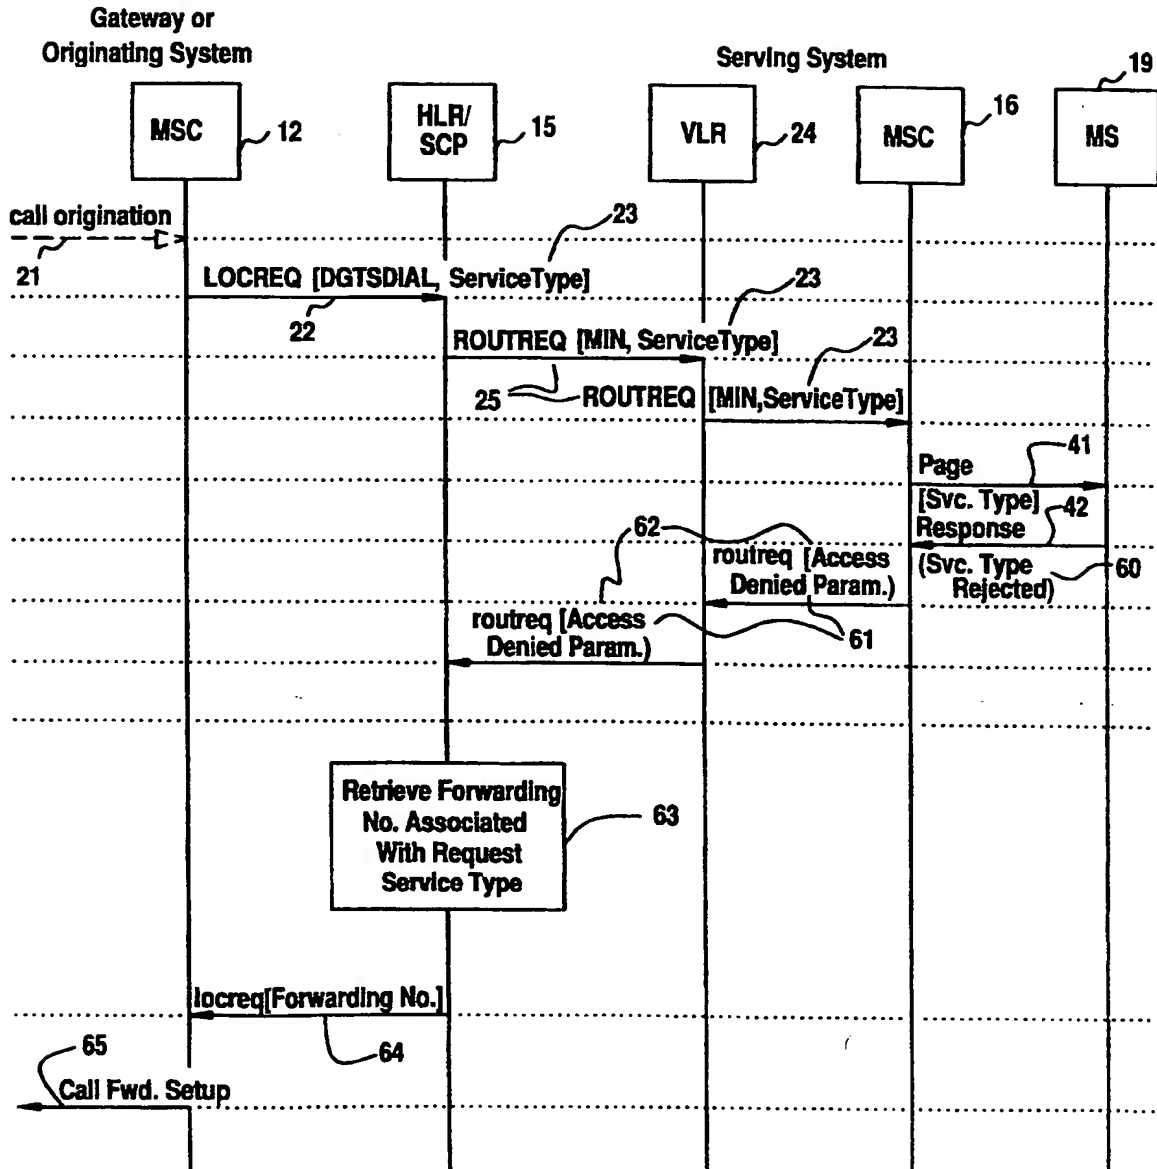 Gateway or
Originating System
Serving System
MSC
12
HLR/
SCP
15
VLR
24
MSC
16
MS
19
call origination
21
23
LOCREQ [DGTSDIAL, ServiceType]
22
23
ROUTREQ [MIN, ServiceType]
23
25
ROUTREQ [MIN,ServiceType]
Page
41
[Svc. Type]
42
Response
62
routreq [Access
Denied Param.)
(Svc. Type
Rejected)
60
routreq [Access
Denied Param.)
61
Retrieve Forwarding
No. Associated
With Request
Service Type
63
locreq[Forwarding No.]
64
65
Call Fwd. Setup